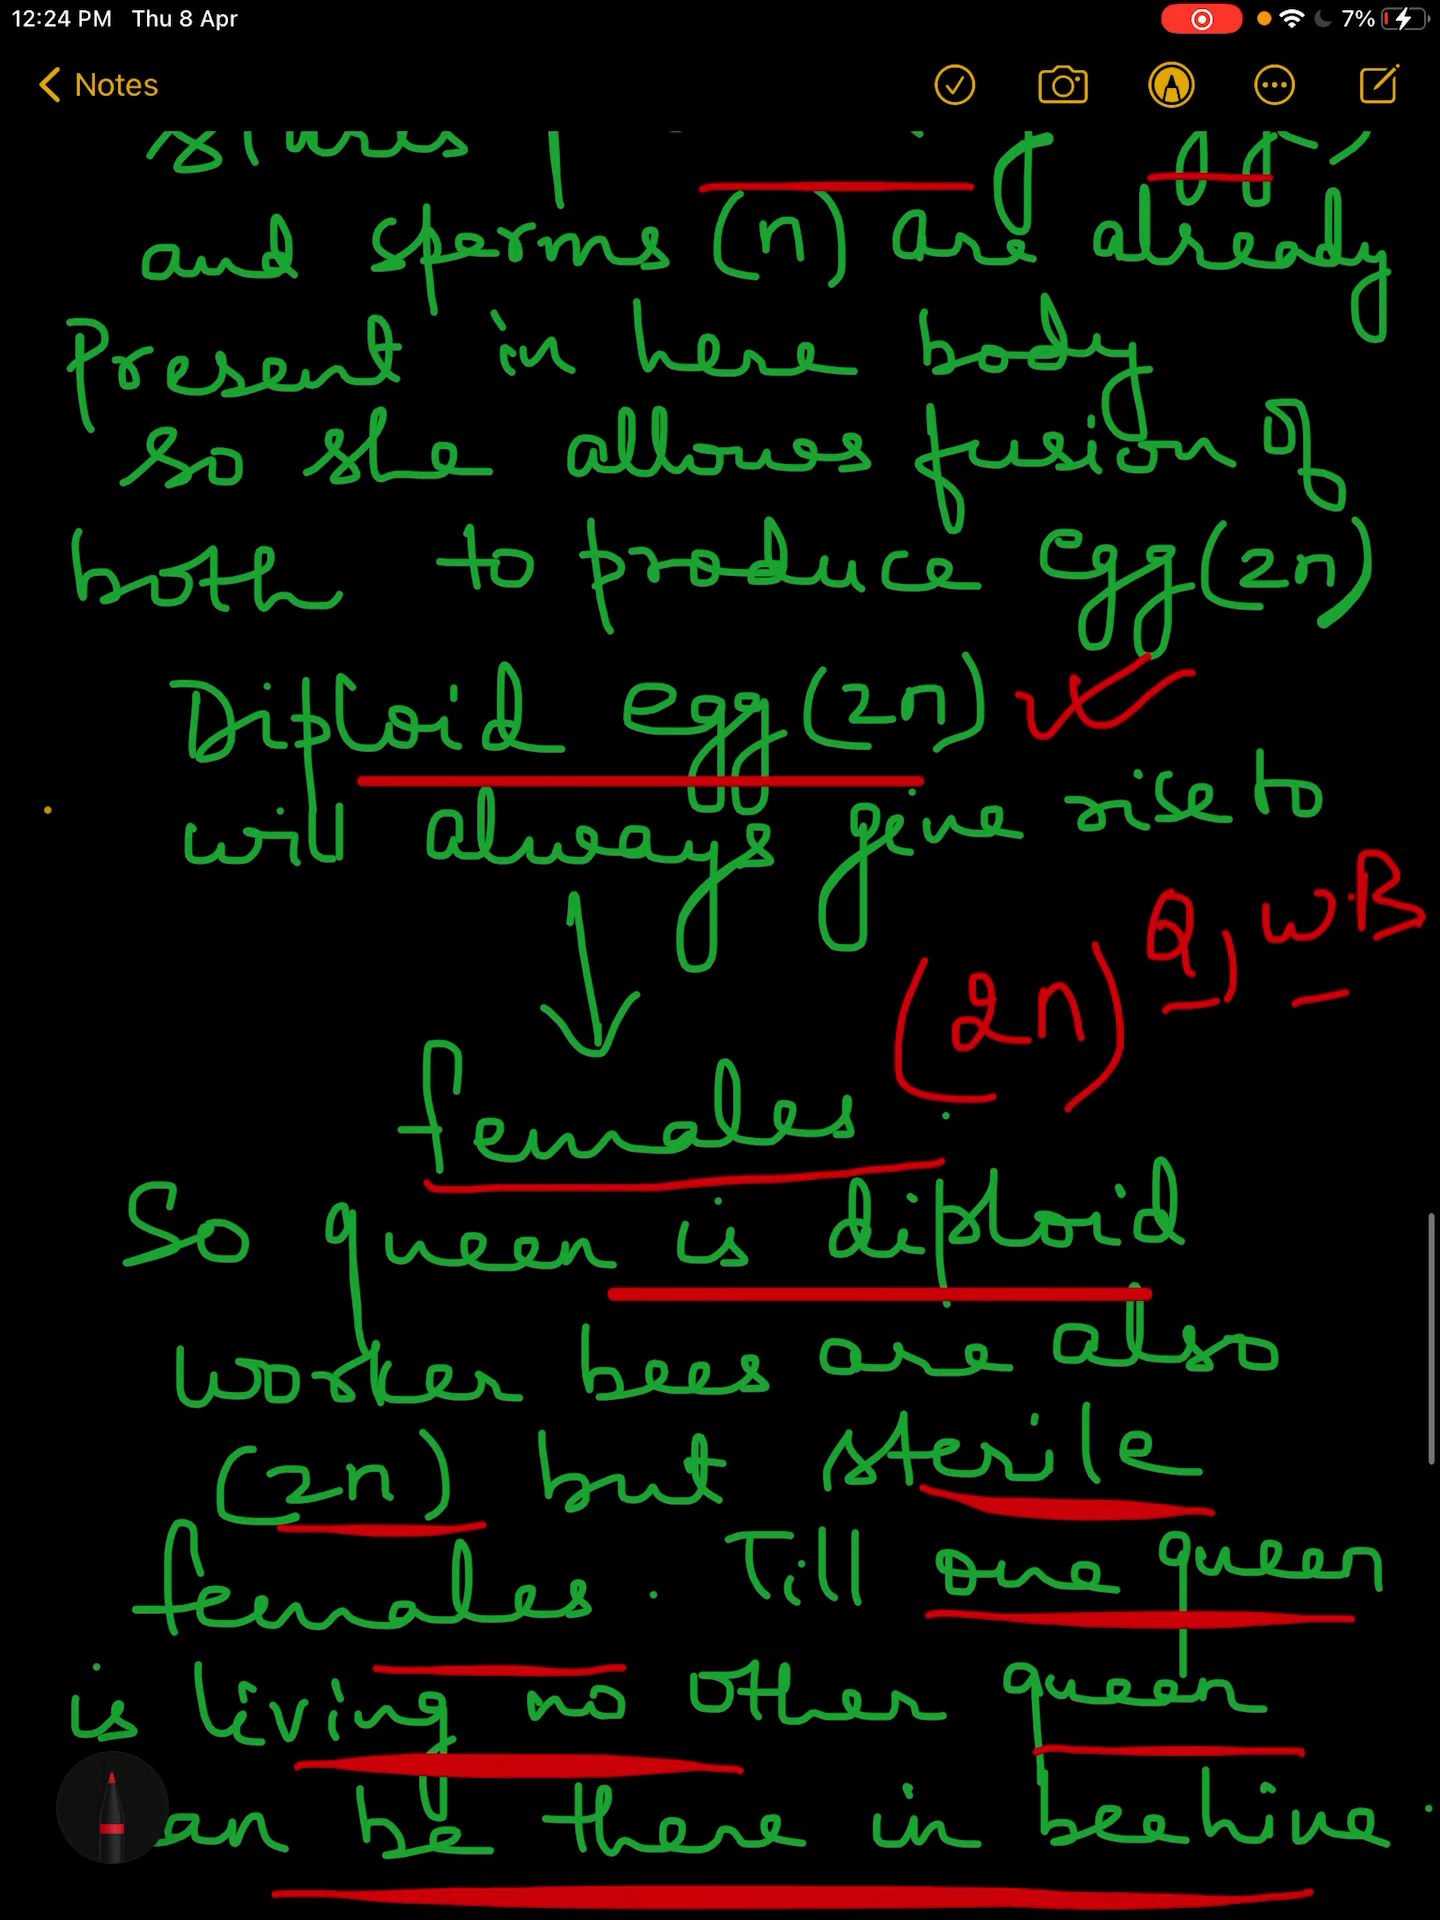 12:24 PM Thu 8 Apr 7%
Notes
and sperms (n) are already
Present in here body
so she allows fusion of
both to produce egg (2n)
Diploid egg (2n)
will always give rise to
(2n) Q, W.B
females
So queen is diploid
worker bees are also
(2n) but sterile
females. Till one queen
is living no other queen
an be there in beehive.